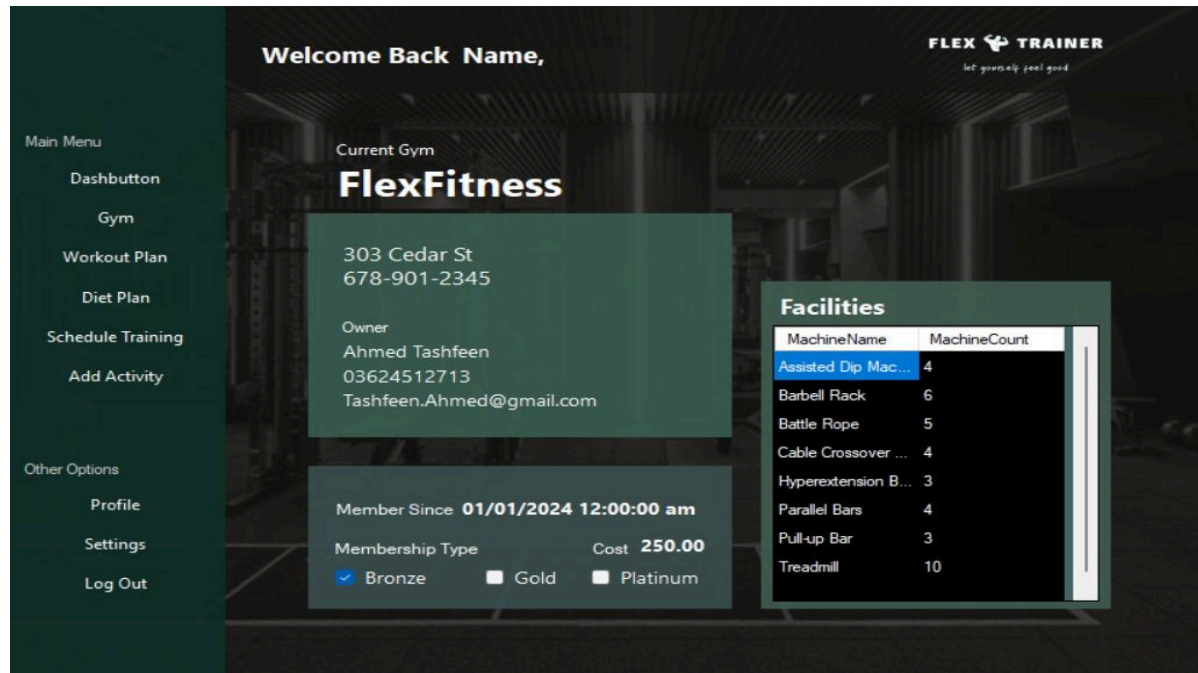 Welcome Back Name,
FLEX TRAINER
let yourself feel good
Main Menu
Dashbutton
Gym
Workout Plan
Diet Plan
Schedule Training
Add Activity
Other Options
Profile
Settings
Log Out
Current Gym
FlexFitness
303 Cedar St
678-901-2345
Owner
Ahmed Tashfeen
03624512713
Tashfeen.Ahmed@gmail.com
Member Since 01/01/2024 12:00:00 am
Membership Type Cost 250.00
Bronze Gold Platinum
Facilities
MachineName MachineCount
Assisted Dip Mac... 4
Barbell Rack 6
Battle Rope 5
Cable Crossover ... 4
Hyperextension B... 3
Parallel Bars 4
Pull-up Bar 3
Treadmill 10